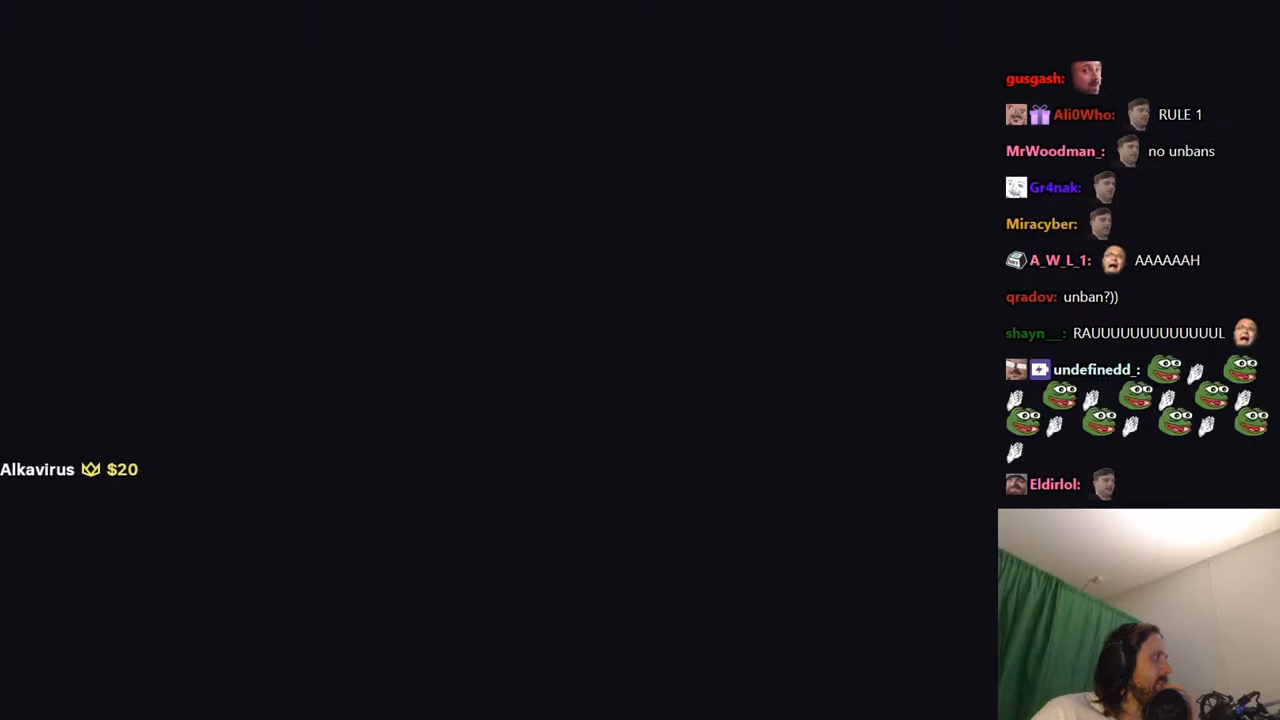 gusgash:
Ali0Who: RULE 1
MrWoodman_: no unbans
Gr4nak:
Miracyber:
A_W_L_1: AAAAAAH
qradov: unban?))
shayn__: RAUUUUUUUUUUUUUL
undefinedd_:
Alkavirus $20
Eldirlol: